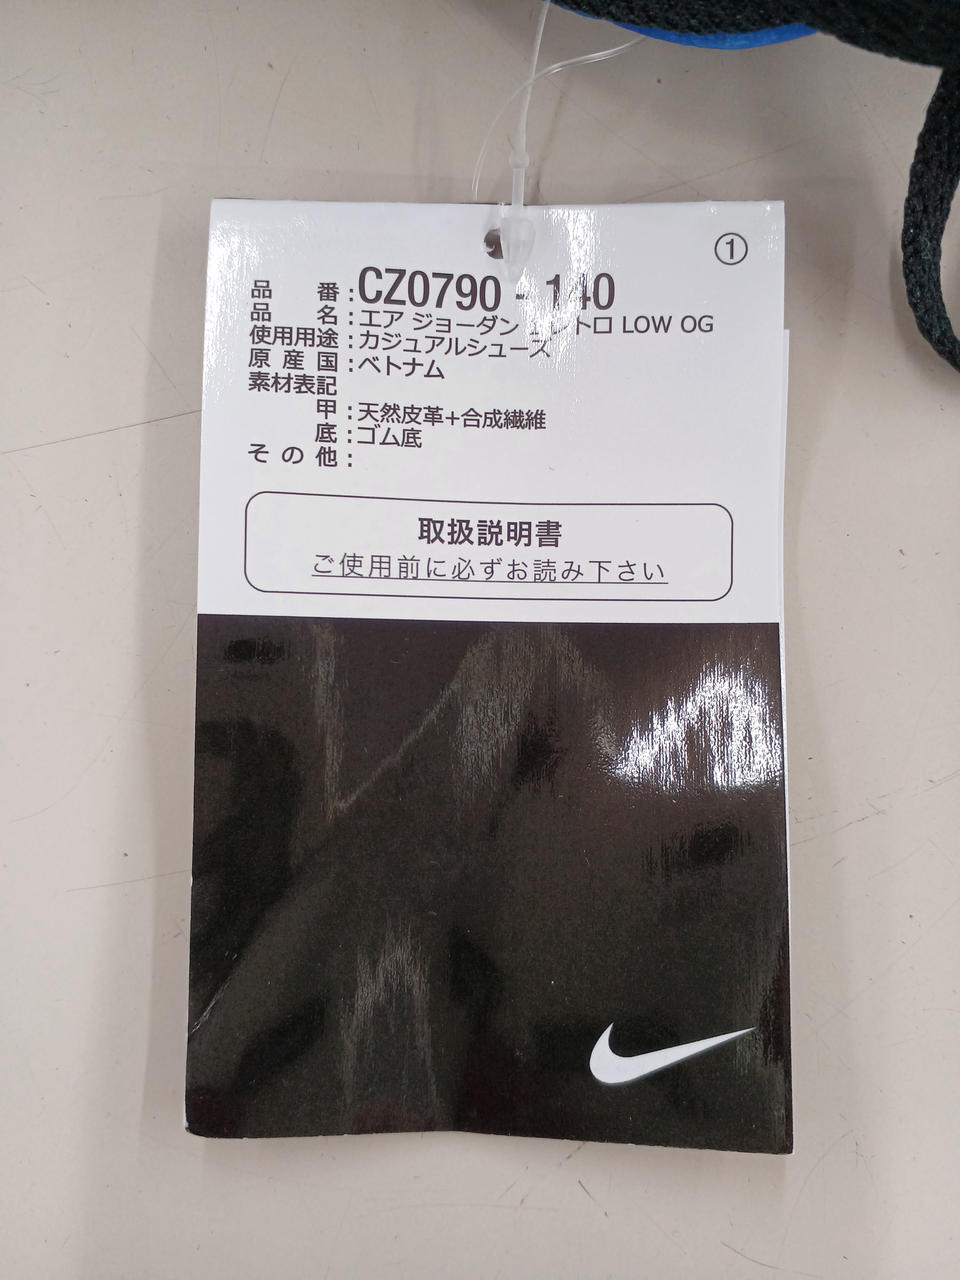 ①
品 番:CZ0790 - 140
品 名:エア ジョーダン レトロ LOW OG
使用用途:カジュアルシューズ
原産国:ベトナム
素材表記
甲:天然皮革+合成繊維
底:ゴム底
その他:
取扱説明書
ご使用前に必ずお読み下さい